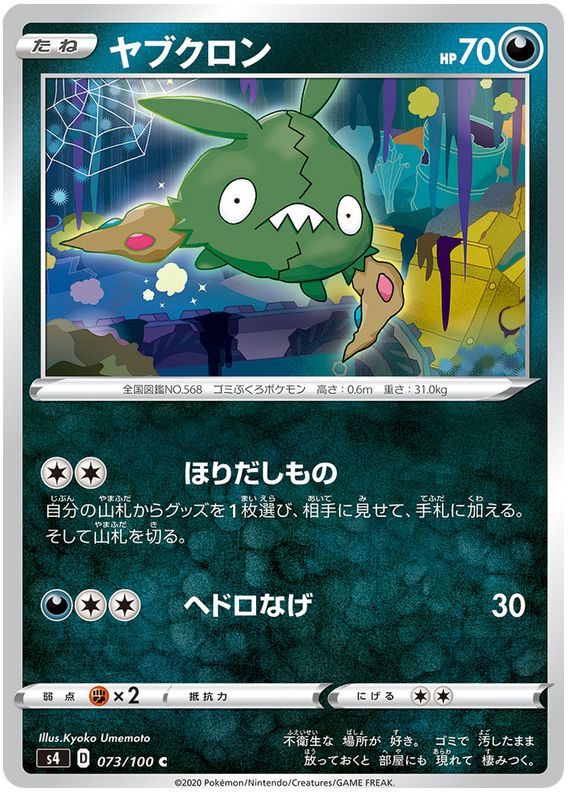 たね ヤブクロン HP70
全国図鑑NO.568 ゴミぶくろポケモン 高さ：0.6m 重さ：31.0kg
ほりだしもの
自分の山札からグッズを1枚選び、相手に見せて、手札に加える。
そして山札を切る。
ヘドロなげ 30
弱点 ×2 抵抗力 にげる
Illus.Kyoko Umemoto
不衛生な 場所が 好き。 ゴミで 汚したまま
s4 D 073/100 C
放っておくと 部屋にも 現れて 棲みつく。
©2020 Pokémon/Nintendo/Creatures/GAME FREAK.